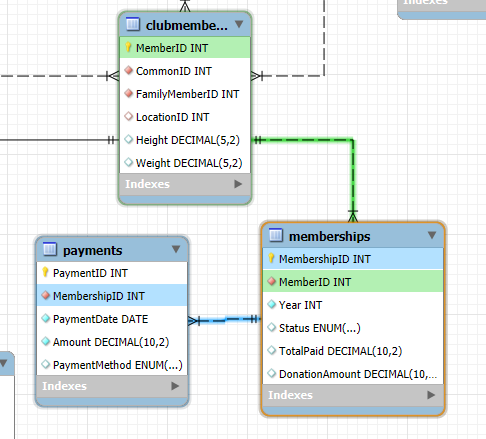 Indexes
clubmembe...
MemberID INT
CommonID INT
FamilyMemberID INT
LocationID INT
Height DECIMAL(5,2)
Weight DECIMAL(5,2)
Indexes
payments
PaymentID INT
MembershipID INT
PaymentDate DATE
Amount DECIMAL(10,2)
PaymentMethod ENUM(...)
Indexes
memberships
MembershipID INT
MemberID INT
Year INT
Status ENUM(...)
TotalPaid DECIMAL(10,2)
DonationAmount DECIMAL(10,...
Indexes